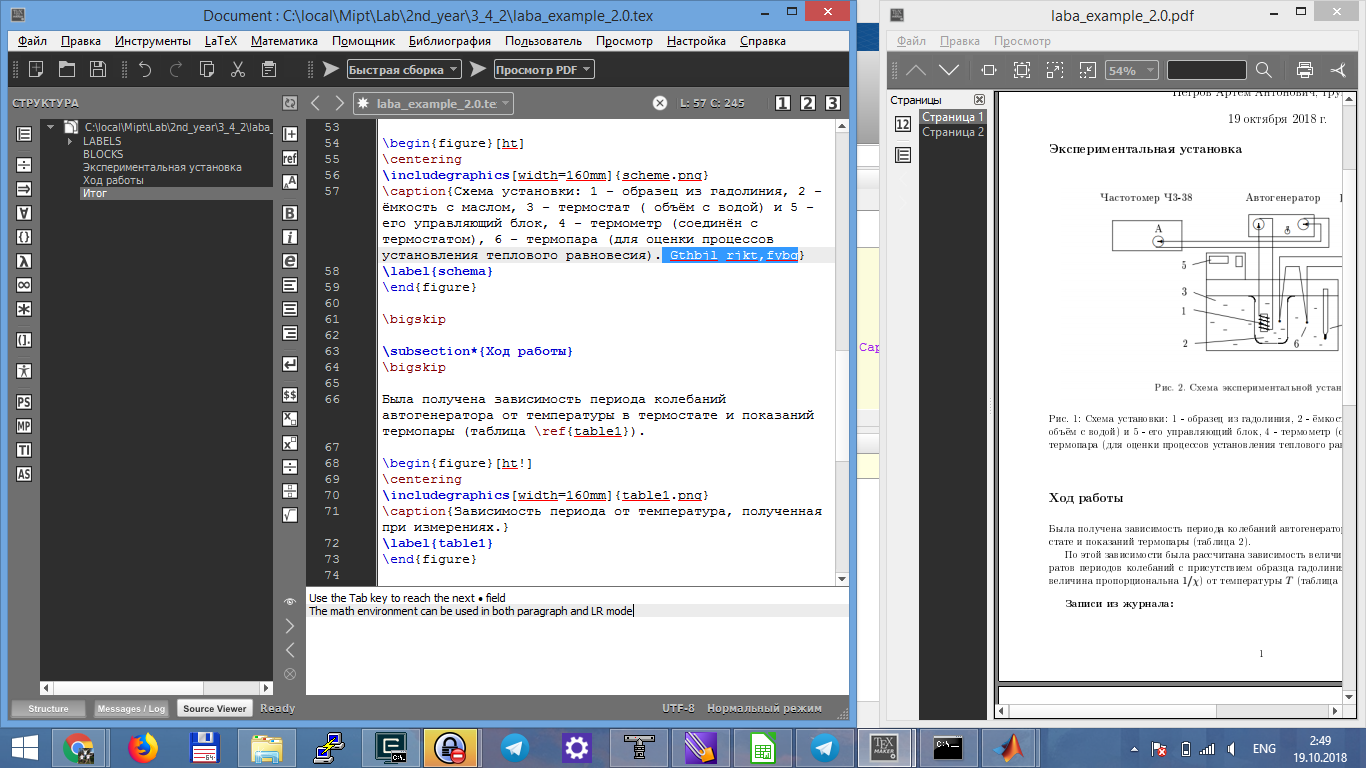 Document : C:\local\Mipt\Lab\2nd_year\3_4_2\laba_example_2.0.tex
Файл Правка Инструменты LaTeX Математика Помощник Библиография Пользователь Просмотр Настройка Справка
Быстрая сборка Просмотр PDF
СТРУКТУРА
laba_example_2.0.te
L: 57 C: 245
1 2 3
C:\local\Mipt\Lab\2nd_year\3_4_2\laba_
LABELS
BLOCKS
Экспериментальная установка
Ход работы
Итог
PS
MP
TI
AS
ref
53
54 \begin{figure}[ht]
55 \centering
56 \includegraphics[width=160mm]{scheme.png}
57 \caption{Схема установки: 1 - образец из гадолиния, 2 -
ёмкость с маслом, 3 - термостат ( объём с водой) и 5 -
его управляющий блок, 4 - термометр (соединён с
термостатом), 6 - термопара (для оценки процессов
установления теплового равновесия). Gthbjl rjkt,fybq}
58 \label{schema}
59 \end{figure}
60
61 \bigskip
62
63 \subsection*{Ход работы}
64 \bigskip
65
66 Была получена зависимость периода колебаний
автогенератора от температуры в термостате и показаний
термопары (таблица \ref{table1}).
67
68 \begin{figure}[ht!]
69 \centering
70 \includegraphics[width=160mm]{table1.png}
71 \caption{Зависимость периода от температура, полученная
при измерениях.}
72 \label{table1}
73 \end{figure}
74
Use the Tab key to reach the next • field
The math environment can be used in both paragraph and LR mode
Structure Messages / Log Source Viewer Ready
UTF-8 Нормальный режим
Cap
laba_example_2.0.pdf
Файл Правка Просмотр
54%
Страницы
Страница 1
Страница 2
12
Петров Артём Антонович,
19 октября 2018 г.
Экспериментальная установка
Частотомер ЧЗ-38
Автогенератор
A
5
3
1
2
6
Рис. 2. Схема экспериментальной устан
Рис. 1: Схема установки: 1 - образец из гадолиния, 2 - ёмкост
объём с водой) и 5 - его управляющий блок, 4 - термометр (с
термопара (для оценки процессов установления теплового рав
Ход работы
Была получена зависимость периода колебаний автогенератор
стате и показаний термопары (таблица 2).
По этой зависимости была рассчитана зависимость величи
ратов периодов колебаний с присутствием образца гадолини
величина пропорциональна 1/χ) от температуры T (таблица
Записи из журнала:
1
ENG
2:49
19.10.2018